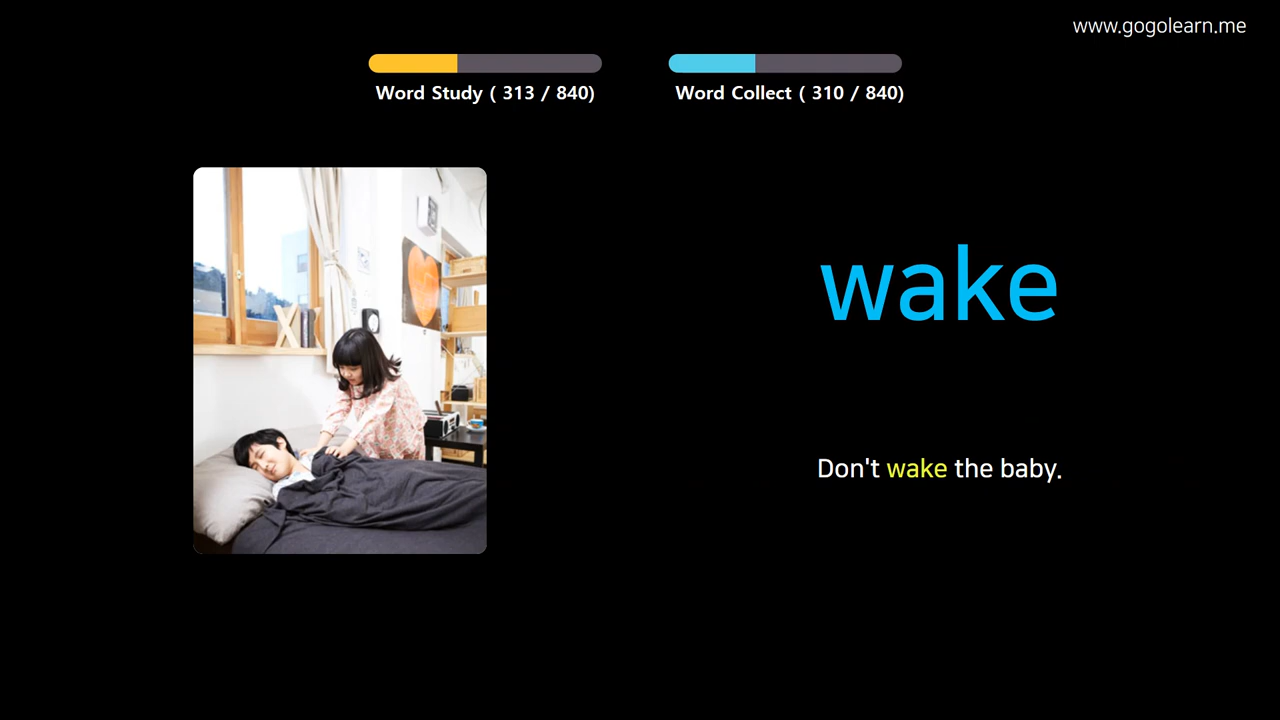 www.gogolearn.me
Word Study ( 313 / 840)
Word Collect ( 310 / 840)
wake
Don't wake the baby.